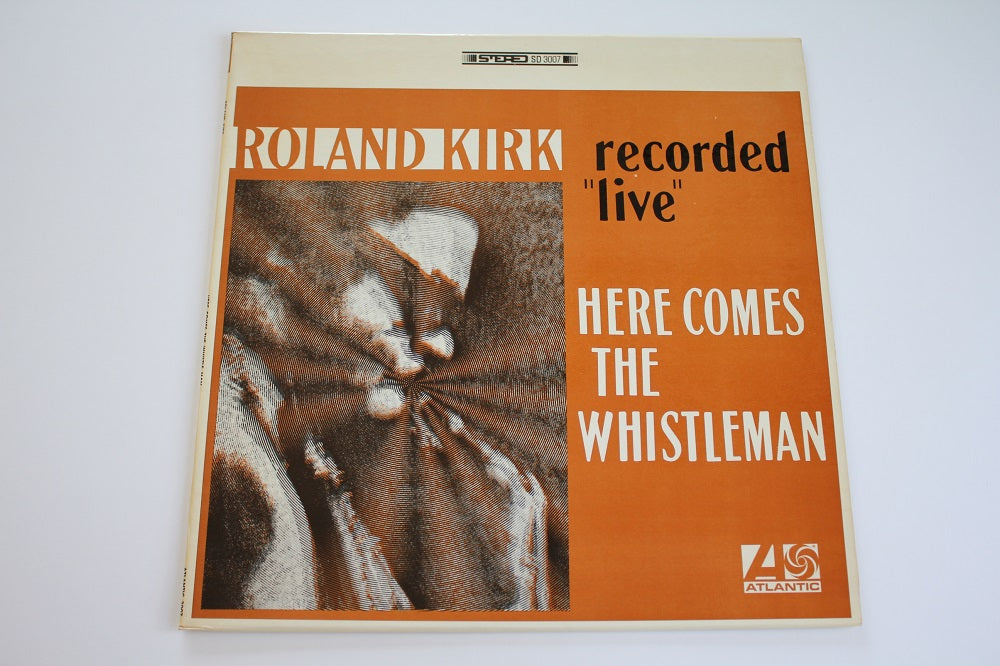 STEREO SD 3007
ROLAND KIRK
recorded
"live"
HERE COMES
THE
WHISTLEMAN
ATLANTIC